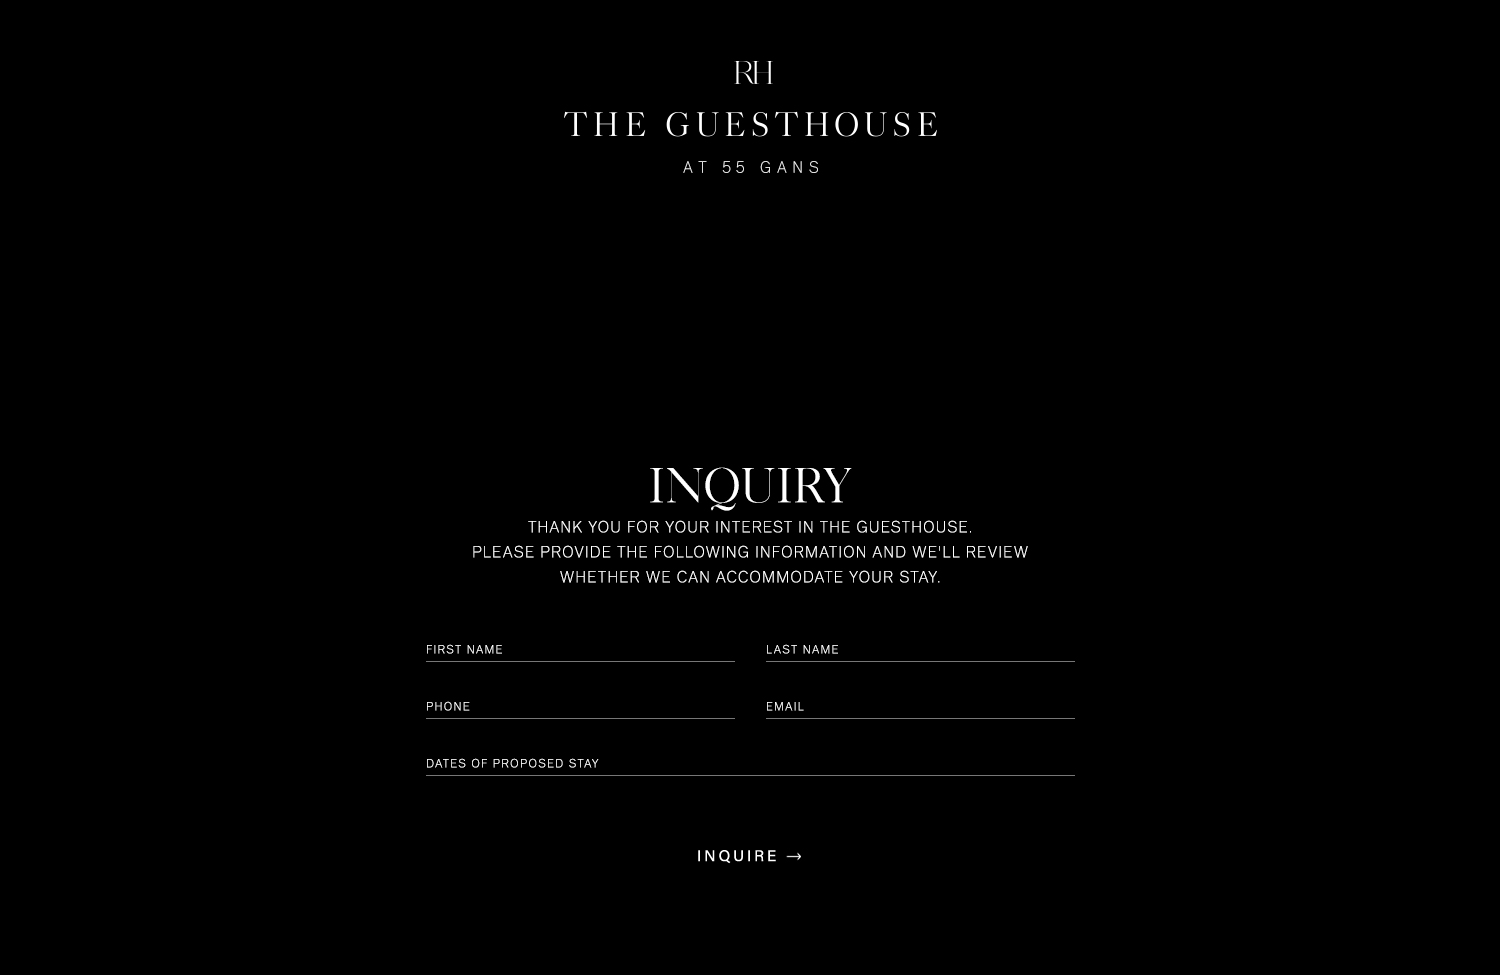 RH
THE GUESTHOUSE
AT 55 GANS
INQUIRY
THANK YOU FOR YOUR INTEREST IN THE GUESTHOUSE.
PLEASE PROVIDE THE FOLLOWING INFORMATION AND WE'LL REVIEW
WHETHER WE CAN ACCOMMODATE YOUR STAY.
FIRST NAME
LAST NAME
PHONE
EMAIL
DATES OF PROPOSED STAY
INQUIRE →